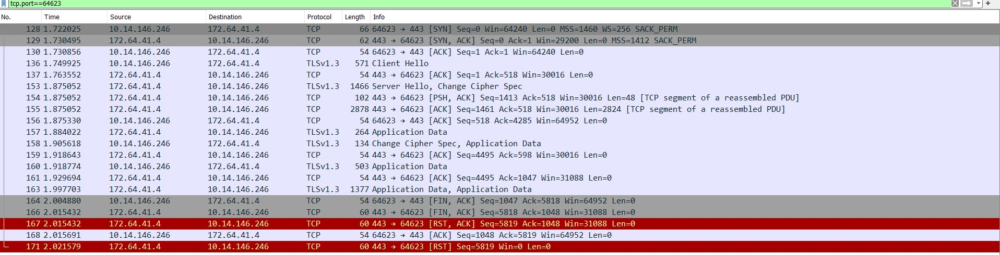 tcp.port==64623
No. Time Source Destination Protocol Length Info
128 1.722025 10.14.146.246 172.64.41.4 TCP 66 64623 → 443 [SYN] Seq=0 Win=64240 Len=0 MSS=1460 WS=256 SACK_PERM
129 1.730495 172.64.41.4 10.14.146.246 TCP 62 443 → 64623 [SYN, ACK] Seq=0 Ack=1 Win=29200 Len=0 MSS=1412 SACK_PERM
130 1.730856 10.14.146.246 172.64.41.4 TCP 54 64623 → 443 [ACK] Seq=1 Ack=1 Win=64240 Len=0
136 1.749925 10.14.146.246 172.64.41.4 TLSv1.3 571 Client Hello
137 1.763552 172.64.41.4 10.14.146.246 TCP 54 443 → 64623 [ACK] Seq=1 Ack=518 Win=30016 Len=0
153 1.875052 172.64.41.4 10.14.146.246 TLSv1.3 1466 Server Hello, Change Cipher Spec
154 1.875052 172.64.41.4 10.14.146.246 TCP 102 443 → 64623 [PSH, ACK] Seq=1413 Ack=518 Win=30016 Len=48 [TCP segment of a reassembled PDU]
155 1.875052 172.64.41.4 10.14.146.246 TCP 2878 443 → 64623 [ACK] Seq=1461 Ack=518 Win=30016 Len=2824 [TCP segment of a reassembled PDU]
156 1.875330 10.14.146.246 172.64.41.4 TCP 54 64623 → 443 [ACK] Seq=518 Ack=4285 Win=64952 Len=0
157 1.884022 172.64.41.4 10.14.146.246 TLSv1.3 264 Application Data
158 1.905618 10.14.146.246 172.64.41.4 TLSv1.3 134 Change Cipher Spec, Application Data
159 1.918643 172.64.41.4 10.14.146.246 TCP 54 443 → 64623 [ACK] Seq=4495 Ack=598 Win=30016 Len=0
160 1.918774 10.14.146.246 172.64.41.4 TLSv1.3 503 Application Data
161 1.929694 172.64.41.4 10.14.146.246 TCP 54 443 → 64623 [ACK] Seq=4495 Ack=1047 Win=31088 Len=0
163 1.997703 172.64.41.4 10.14.146.246 TLSv1.3 1377 Application Data, Application Data
164 2.004880 10.14.146.246 172.64.41.4 TCP 54 64623 → 443 [FIN, ACK] Seq=1047 Ack=5818 Win=64952 Len=0
166 2.015432 172.64.41.4 10.14.146.246 TCP 60 443 → 64623 [FIN, ACK] Seq=5818 Ack=1048 Win=31088 Len=0
167 2.015432 172.64.41.4 10.14.146.246 TCP 60 443 → 64623 [RST, ACK] Seq=5819 Ack=1048 Win=31088 Len=0
168 2.015691 10.14.146.246 172.64.41.4 TCP 54 64623 → 443 [ACK] Seq=1048 Ack=5819 Win=64952 Len=0
171 2.021579 172.64.41.4 10.14.146.246 TCP 60 443 → 64623 [RST] Seq=5819 Win=0 Len=0